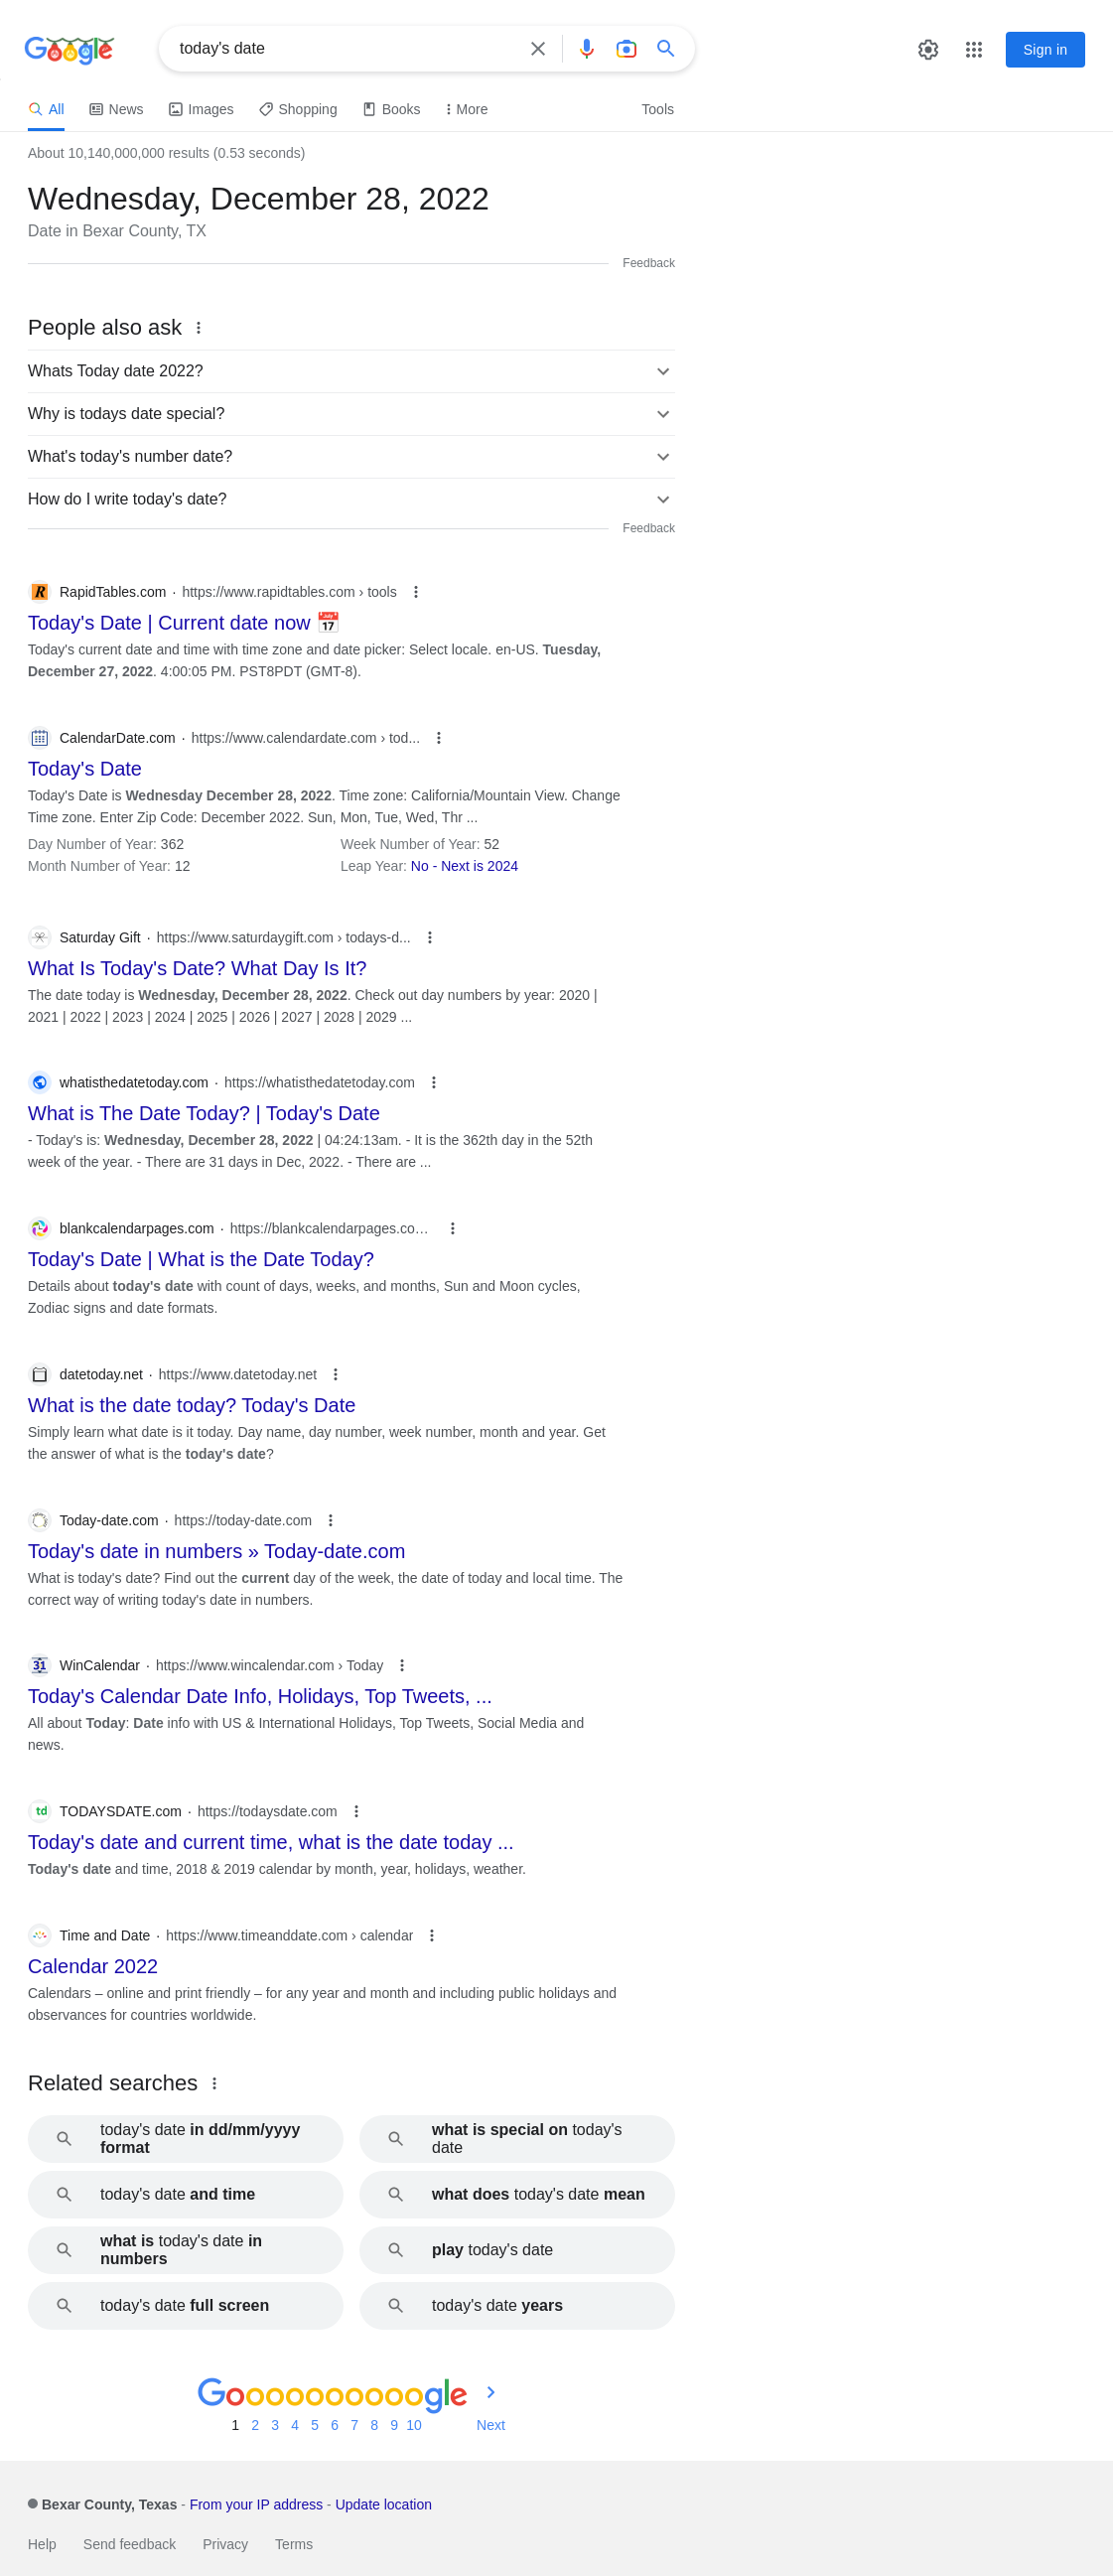 Google
today's date
Sign in
All News Images Shopping Books More Tools
About 10,140,000,000 results (0.53 seconds)
Wednesday, December 28, 2022
Date in Bexar County, TX
Feedback
People also ask
Whats Today date 2022?
Why is todays date special?
What's today's number date?
How do I write today's date?
Feedback
RapidTables.com · https://www.rapidtables.com › tools
Today's Date | Current date now 📅
Today's current date and time with time zone and date picker: Select locale. en-US. Tuesday,
December 27, 2022. 4:00:05 PM. PST8PDT (GMT-8).
CalendarDate.com · https://www.calendardate.com › tod...
Today's Date
Today's Date is Wednesday December 28, 2022. Time zone: California/Mountain View. Change
Time zone. Enter Zip Code: December 2022. Sun, Mon, Tue, Wed, Thr ...
Day Number of Year: 362 Week Number of Year: 52
Month Number of Year: 12 Leap Year: No - Next is 2024
Saturday Gift · https://www.saturdaygift.com › todays-d...
What Is Today's Date? What Day Is It?
The date today is Wednesday, December 28, 2022. Check out day numbers by year: 2020 |
2021 | 2022 | 2023 | 2024 | 2025 | 2026 | 2027 | 2028 | 2029 ...
whatisthedatetoday.com · https://whatisthedatetoday.com
What is The Date Today? | Today's Date
- Today's is: Wednesday, December 28, 2022 | 04:24:13am. - It is the 362th day in the 52th
week of the year. - There are 31 days in Dec, 2022. - There are ...
blankcalendarpages.com · https://blankcalendarpages.co…
Today's Date | What is the Date Today?
Details about today's date with count of days, weeks, and months, Sun and Moon cycles,
Zodiac signs and date formats.
datetoday.net · https://www.datetoday.net
What is the date today? Today's Date
Simply learn what date is it today. Day name, day number, week number, month and year. Get
the answer of what is the today's date?
Today-date.com · https://today-date.com
Today's date in numbers » Today-date.com
What is today's date? Find out the current day of the week, the date of today and local time. The
correct way of writing today's date in numbers.
31 WinCalendar · https://www.wincalendar.com › Today
Today's Calendar Date Info, Holidays, Top Tweets, ...
All about Today: Date info with US & International Holidays, Top Tweets, Social Media and
news.
td TODAYSDATE.com · https://todaysdate.com
Today's date and current time, what is the date today ...
Today's date and time, 2018 & 2019 calendar by month, year, holidays, weather.
Time and Date · https://www.timeanddate.com › calendar
Calendar 2022
Calendars – online and print friendly – for any year and month and including public holidays and
observances for countries worldwide.
Related searches
today's date in dd/mm/yyyy
format
what is special on today's
date
today's date and time
what does today's date mean
what is today's date in
numbers
play today's date
today's date full screen
today's date years
Goooooooooogle
1 2 3 4 5 6 7 8 9 10 Next
Bexar County, Texas - From your IP address - Update location
Help Send feedback Privacy Terms